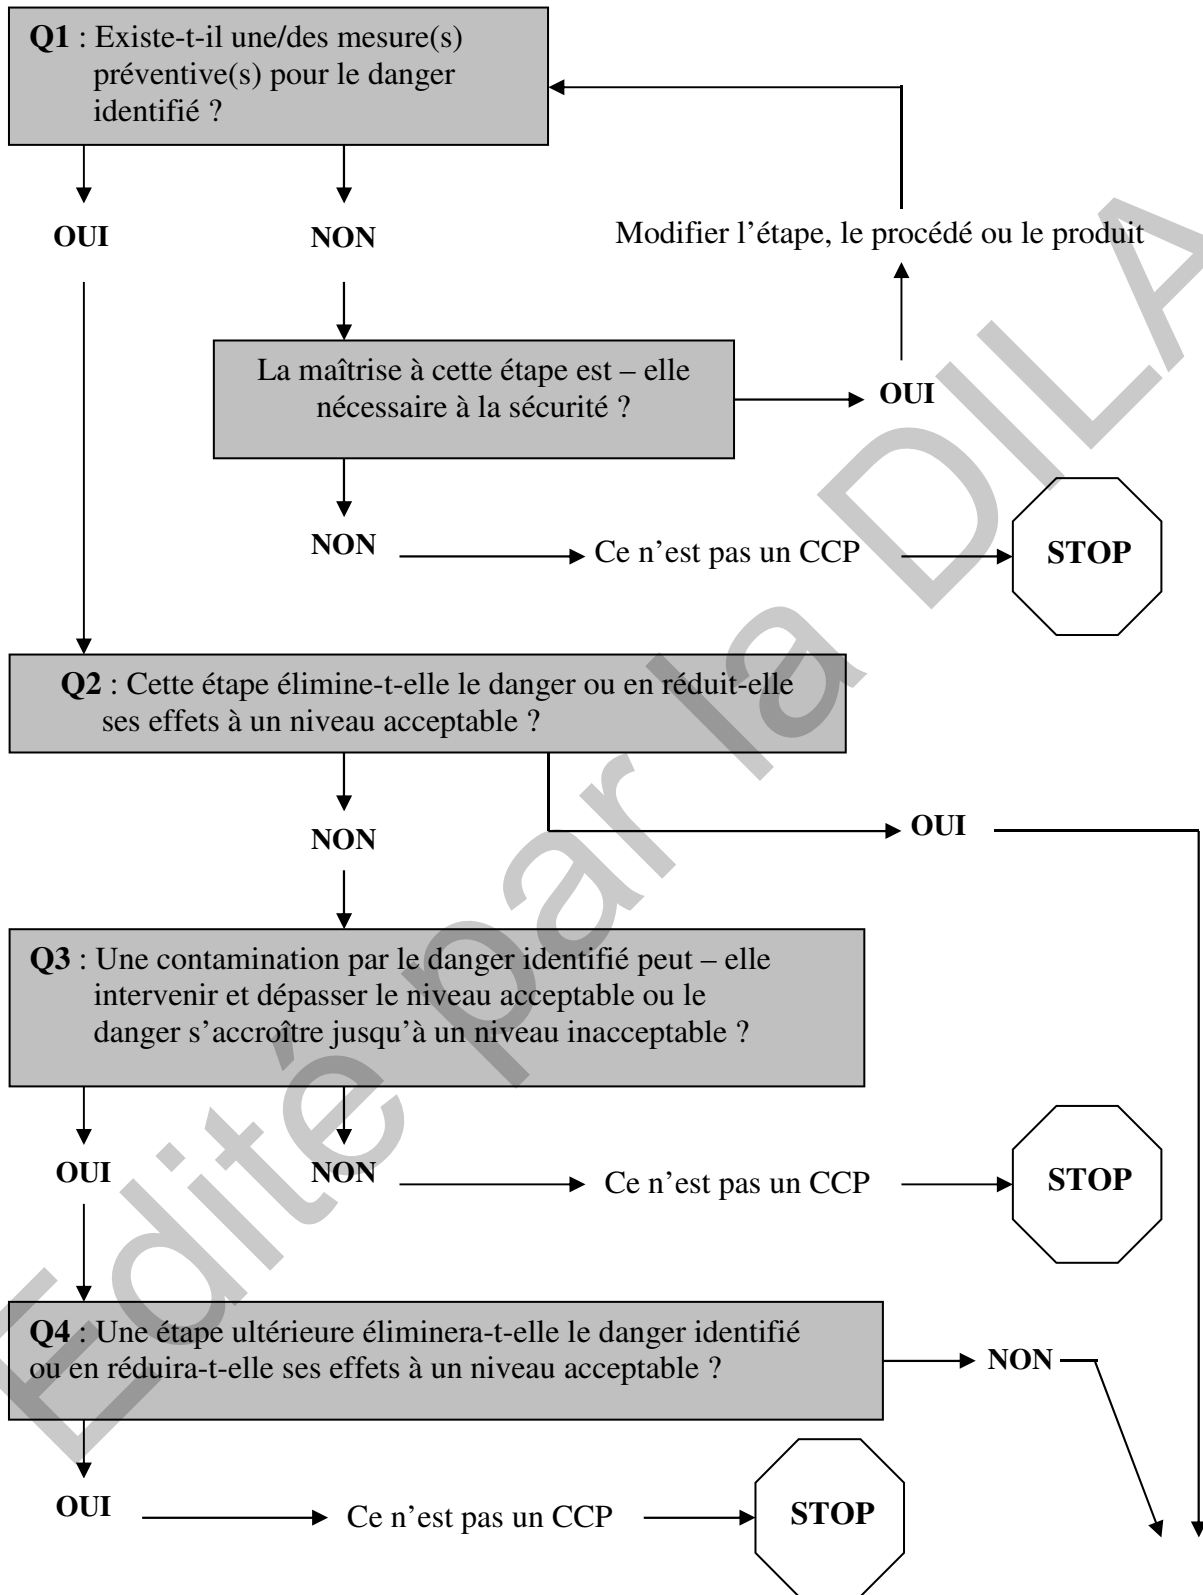 Q1 : Existe-t-il une/des mesure(s)
préventive(s) pour le danger
identifié ?
OUI
NON
Modifier l’étape, le procédé ou le produit
La maîtrise à cette étape est – elle
nécessaire à la sécurité ?
OUI
NON
Ce n’est pas un CCP
STOP
Q2 : Cette étape élimine-t-elle le danger ou en réduit-elle
ses effets à un niveau acceptable ?
OUI
NON
Q3 : Une contamination par le danger identifié peut – elle
intervenir et dépasser le niveau acceptable ou le
danger s’accroître jusqu’à un niveau inacceptable ?
OUI
NON
Ce n’est pas un CCP
STOP
Q4 : Une étape ultérieure éliminera-t-elle le danger identifié
ou en réduira-t-elle ses effets à un niveau acceptable ?
NON
OUI
Ce n’est pas un CCP
STOP
Edité par la DILA